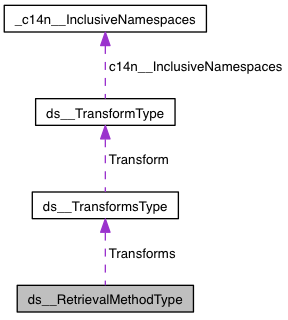 _c14n__InclusiveNamespaces
c14n__InclusiveNamespaces
ds__TransformType
Transform
ds__TransformsType
Transforms
ds__RetrievalMethodType